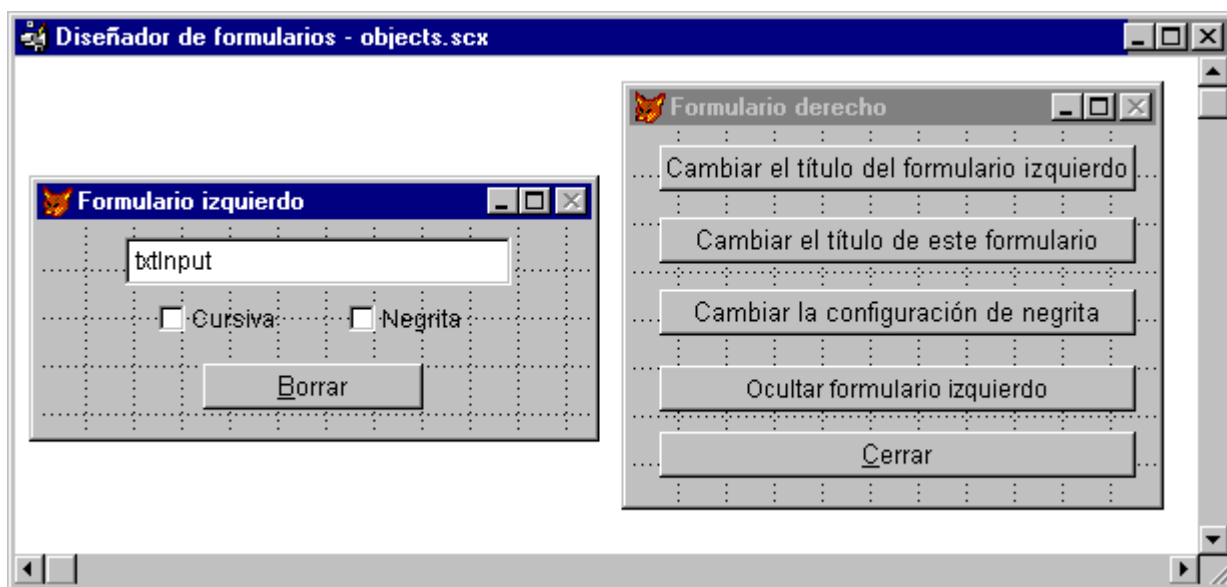 Diseñador de formularios - objects.scx
Formulario izquierdo
txtInput
Cursiva
Negrita
Borrar
Formulario derecho
Cambiar el título del formulario izquierdo
Cambiar el título de este formulario
Cambiar la configuración de negrita
Ocultar formulario izquierdo
Cerrar